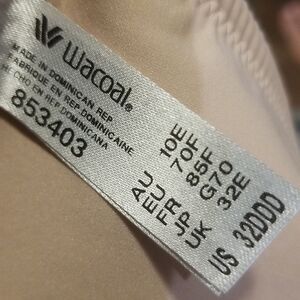 wacoal®
MADE IN DOMINICAN REP
FABRIQUE EN REP DOMINICAINE
HECHO EN REP.DOMINICANA
853403
AU 10E
AE 70F
FR 85F
JP G70
UK 32E
US 32DDD